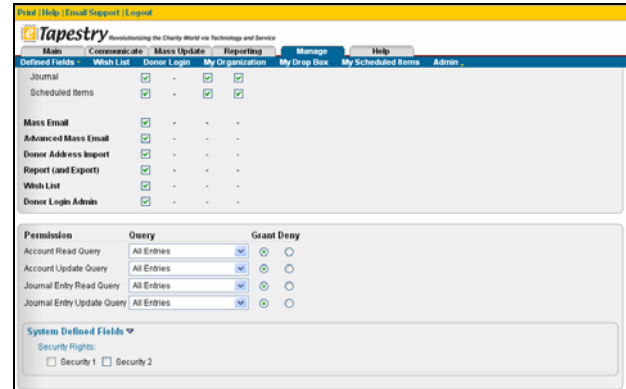 Print | Help | Email Support | Logout
eTapestry Revolutionizing the Charity World via Technology and Service
Main Communicate Mass Update Reporting Manage Help
Defined Fields Wish List Donor Login My Organization My Drop Box My Scheduled Items Admin
Journal - 
Scheduled Items - 
Mass Email - - -
Advanced Mass Email - - -
Donor Address Import - - -
Report (and Export) - - -
Wish List - - -
Donor Login Admin - - -
Permission Query Grant Deny
Account Read Query All Entries
Account Update Query All Entries
Journal Entry Read Query All Entries
Journal Entry Update Query All Entries
System Defined Fields
Security Rights:
Security 1 Security 2